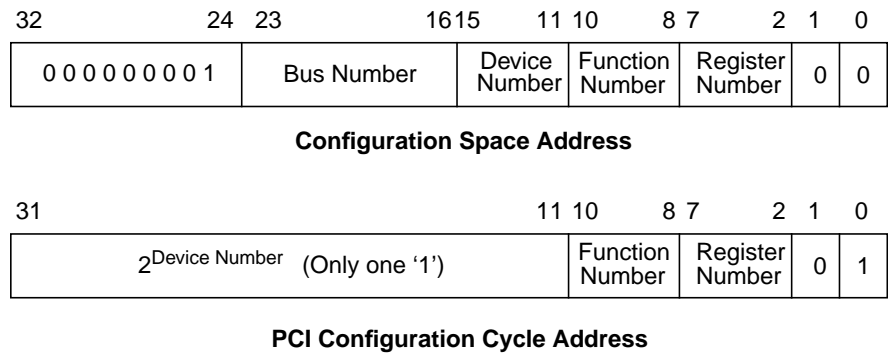 32 24 23 16 15 11 10 8 7 2 1 0
0 0 0 0 0 0 0 0 1 Bus Number Device Number Function Number Register Number 0 0
Configuration Space Address
31 11 10 8 7 2 1 0
2Device Number (Only one ‘1’) Function Number Register Number 0 1
PCI Configuration Cycle Address